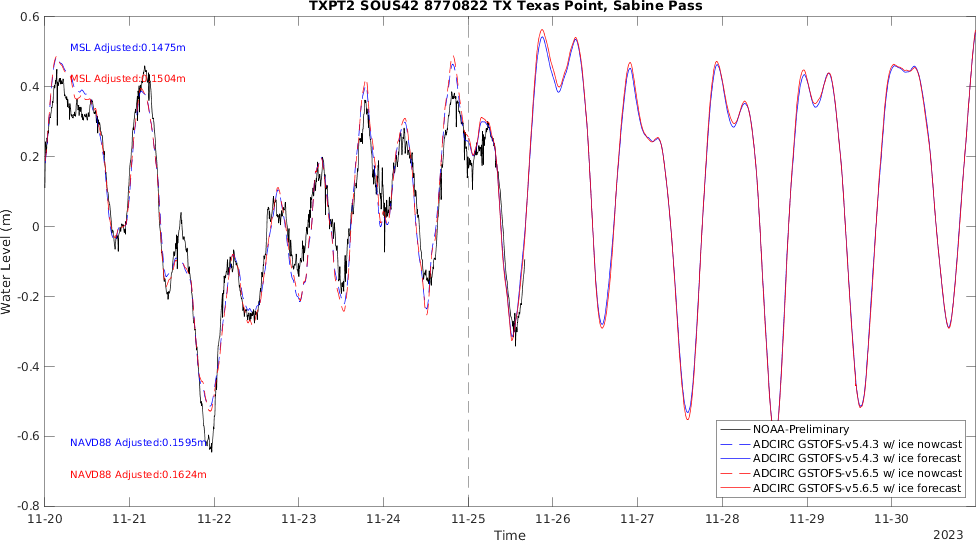 TXPT2 SOUS42 8770822 TX Texas Point, Sabine Pass
0.6
MSL Adjusted:0.1475m
MSL Adjusted:0.1504m
0.4
0.2
0
Water Level (m)
-0.2
-0.4
-0.6
NAVD88 Adjusted:0.1595m
NAVD88 Adjusted:0.1624m
-0.8
NOAA-Preliminary
ADCIRC GSTOFS-v5.4.3 w/ ice nowcast
ADCIRC GSTOFS-v5.4.3 w/ ice forecast
ADCIRC GSTOFS-v5.6.5 w/ ice nowcast
ADCIRC GSTOFS-v5.6.5 w/ ice forecast
11-20 11-21 11-22 11-23 11-24 11-25 11-26 11-27 11-28 11-29 11-30
Time
2023